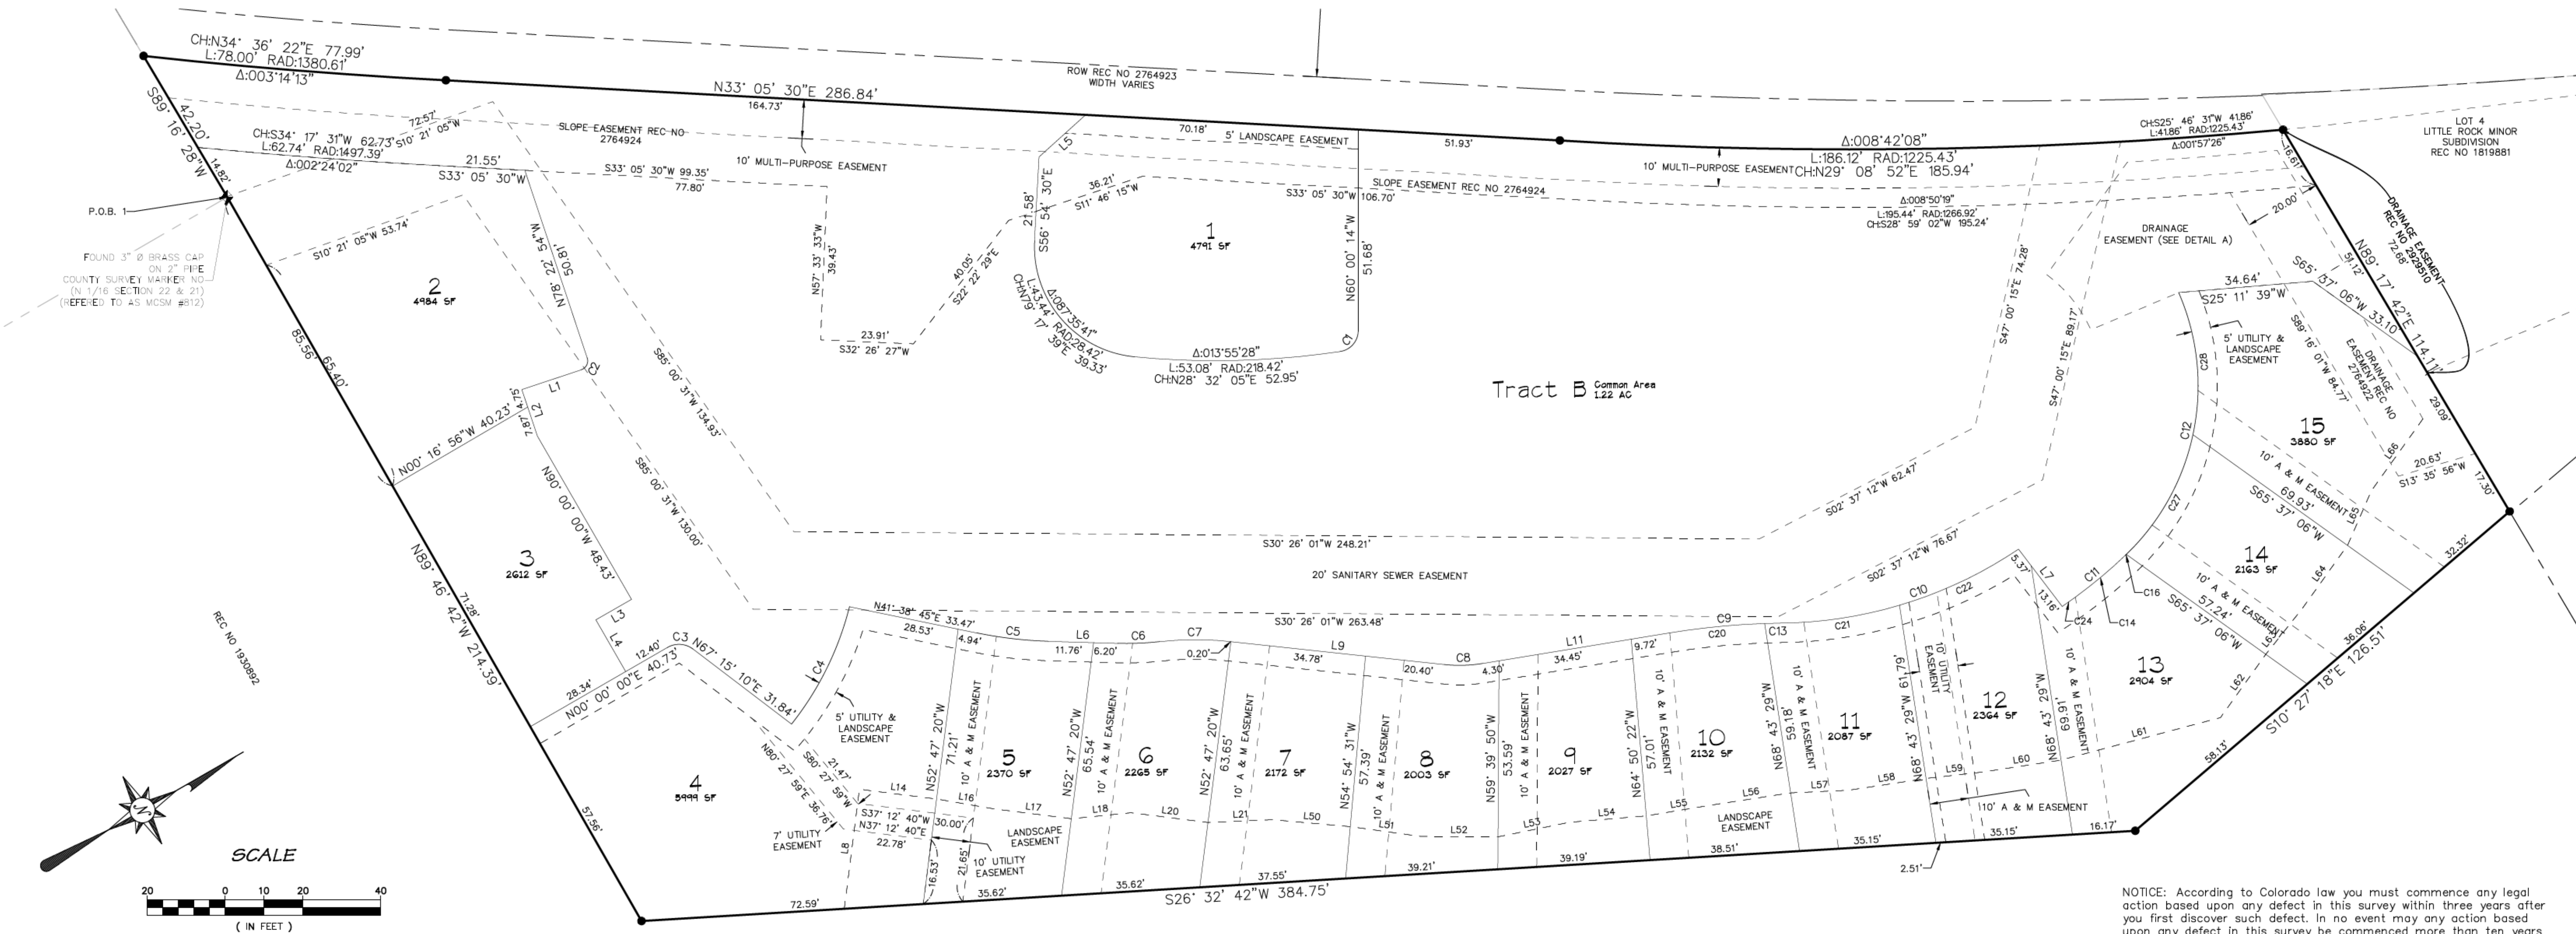 CH:N34° 36' 22"E 77.99'
L:78.00' RAD:1380.61'
Δ:003°14'13"
N33° 05' 30"E 286.84'
164.73'
ROW REC NO 2764923
WIDTH VARIES
70.18'
5' LANDSCAPE EASEMENT
51.93'
Δ:008°42'08"
L:186.12' RAD:1225.43'
CH:N29° 08' 52"E 185.94'
10' MULTI-PURPOSE EASEMENT
CH:S25° 46' 31"W 41.86'
L:41.86' RAD:1225.43'
Δ:001°57'26"
LOT 4
LITTLE ROCK MINOR
SUBDIVISION
REC NO 1819881
S89° 16' 28"W
42.20'
14.82'
72.57'
S10° 21' 05"W
CH:S34° 17' 31"W 62.73'
L:62.74' RAD:1497.39'
Δ:002°24'02"
21.55'
S33° 05' 30"W
SLOPE EASEMENT REC NO
2764924
10' MULTI-PURPOSE EASEMENT
S33° 05' 30"W 99.35'
77.80'
L5
36.21'
S11° 46' 15"W
S33° 05' 30"W 106.70'
SLOPE EASEMENT REC NO 2764924
Δ:008°50'19"
L:195.44' RAD:1266.92'
CH:S28° 59' 02"W 195.24'
16.61'
20.00'
DRAINAGE EASEMENT
REC NO 2929510
72.68'
DRAINAGE
EASEMENT (SEE DETAIL A)
P.O.B. 1
FOUND 3" Ø BRASS CAP
ON 2" PIPE
COUNTY SURVEY MARKER NO
(N 1/16 SECTION 22 & 21)
(REFERED TO AS MCSM #812)
S10° 21' 05"W 53.74'
2
4984 SF
N78° 22' 54"W
50.81'
N57° 33' 33"W
39.43'
23.91'
S32° 26' 27"W
40.05'
S22° 22' 29"E
21.58'
S56° 54' 30"E
1
4791 SF
N60° 00' 14"W
51.68'
C1
Δ:087°35'41"
L:43.44' RAD:28.42'
CH:N79° 17' 39"E 39.33'
Δ:013°55'28"
L:53.08' RAD:218.42'
CH:N28° 32' 05"E 52.95'
Tract B Common Area
1.22 AC
S47° 00' 15"E 74.28'
S47° 00' 15"E 89.17'
51.12'
N89° 17' 42"E 114.11'
S65° 37' 06"W 33.10'
34.64'
S25° 11' 39"W
5' UTILITY &
LANDSCAPE
EASEMENT
C28
S89° 16' 01"W 84.77'
DRAINAGE
EASEMENT REC NO
2764922
29.09'
85.56'
65.40'
C2
L1
4.75'
L2
7.87'
N00° 16' 56"W 40.23'
S85° 00' 31"W 134.93'
S85° 00' 31"W 130.00'
N90° 00' 00"W 48.43'
3
2612 SF
L3
L4
15
3880 SF
C12
L66
20.63'
S13° 35' 56"W
17.30'
10' A & M EASEMENT
69.93'
S65° 37' 06"W
L65
C27
S02° 37' 12"W 62.47'
S02° 37' 12"W 76.67'
S30° 26' 01"W 248.21'
20' SANITARY SEWER EASEMENT
S30° 26' 01"W 263.48'
32.32'
14
2163 SF
L64
10' A & M EASEMENT
57.24'
S65° 37' 06"W
L63
36.06'
S10° 27' 18"E 126.51'
58.13'
N89° 46' 42"W 214.39'
71.28'
57.56'
REC NO 1930892
12.40'
28.34'
N00° 00' 00"E 40.73'
C3
N67° 15' 10"E 31.84'
C4
N41° 38' 45"E 33.47'
28.53'
4.94'
C5
L6
11.76'
6.20'
C6
C7
0.20'
L9
34.78'
20.40'
C8
4.30'
L11
34.45'
9.72'
C9
C20
C13
C21
C10
C22
5.37'
L7
13.16'
C11
C24
C14
C16
5' UTILITY &
LANDSCAPE
EASEMENT
21.47'
S80° 27' 59"W
N80° 27' 59"E 36.76'
4
5999 SF
7' UTILITY
EASEMENT
L8
L14
L16
S37° 12' 40"W 30.00'
N37° 12' 40"E
22.78'
16.53'
21.65'
10' UTILITY
EASEMENT
LANDSCAPE
EASEMENT
N52° 47' 20"W
71.21'
10' A & M EASEMENT
5
2370 SF
L17
N52° 47' 20"W
65.54'
10' A & M EASEMENT
L18
6
2265 SF
L20
N52° 47' 20"W
63.65'
10' A & M EASEMENT
L21
7
2172 SF
L50
N54° 54' 31"W
57.39'
10' A & M EASEMENT
L51
8
2003 SF
L52
N59° 39' 50"W
53.59'
10' A & M EASEMENT
L53
9
2027 SF
L54
N64° 50' 22"W
57.01'
10' A & M EASEMENT
L55
10
2132 SF
L56
LANDSCAPE
EASEMENT
N68° 43' 29"W
59.18'
10' A & M EASEMENT
L57
11
2087 SF
L58
N68° 43' 29"W 61.79'
10' UTILITY
EASEMENT
L59
12
2364 SF
L60
N68° 43' 29"W
69.91'
10' A & M EASEMENT
10' A & M EASEMENT
13
2904 SF
L61
L62
72.59'
35.62'
35.62'
37.55'
39.21'
39.19'
38.51'
35.15'
2.51'
35.15'
16.17'
S26° 32' 42"W 384.75'
N
SCALE
20 0 10 20 40
( IN FEET )
NOTICE: According to Colorado law you must commence any legal
action based upon any defect in this survey within three years after
you first discover such defect. In no event may any action based
upon any defect in this survey be commenced more than ten years